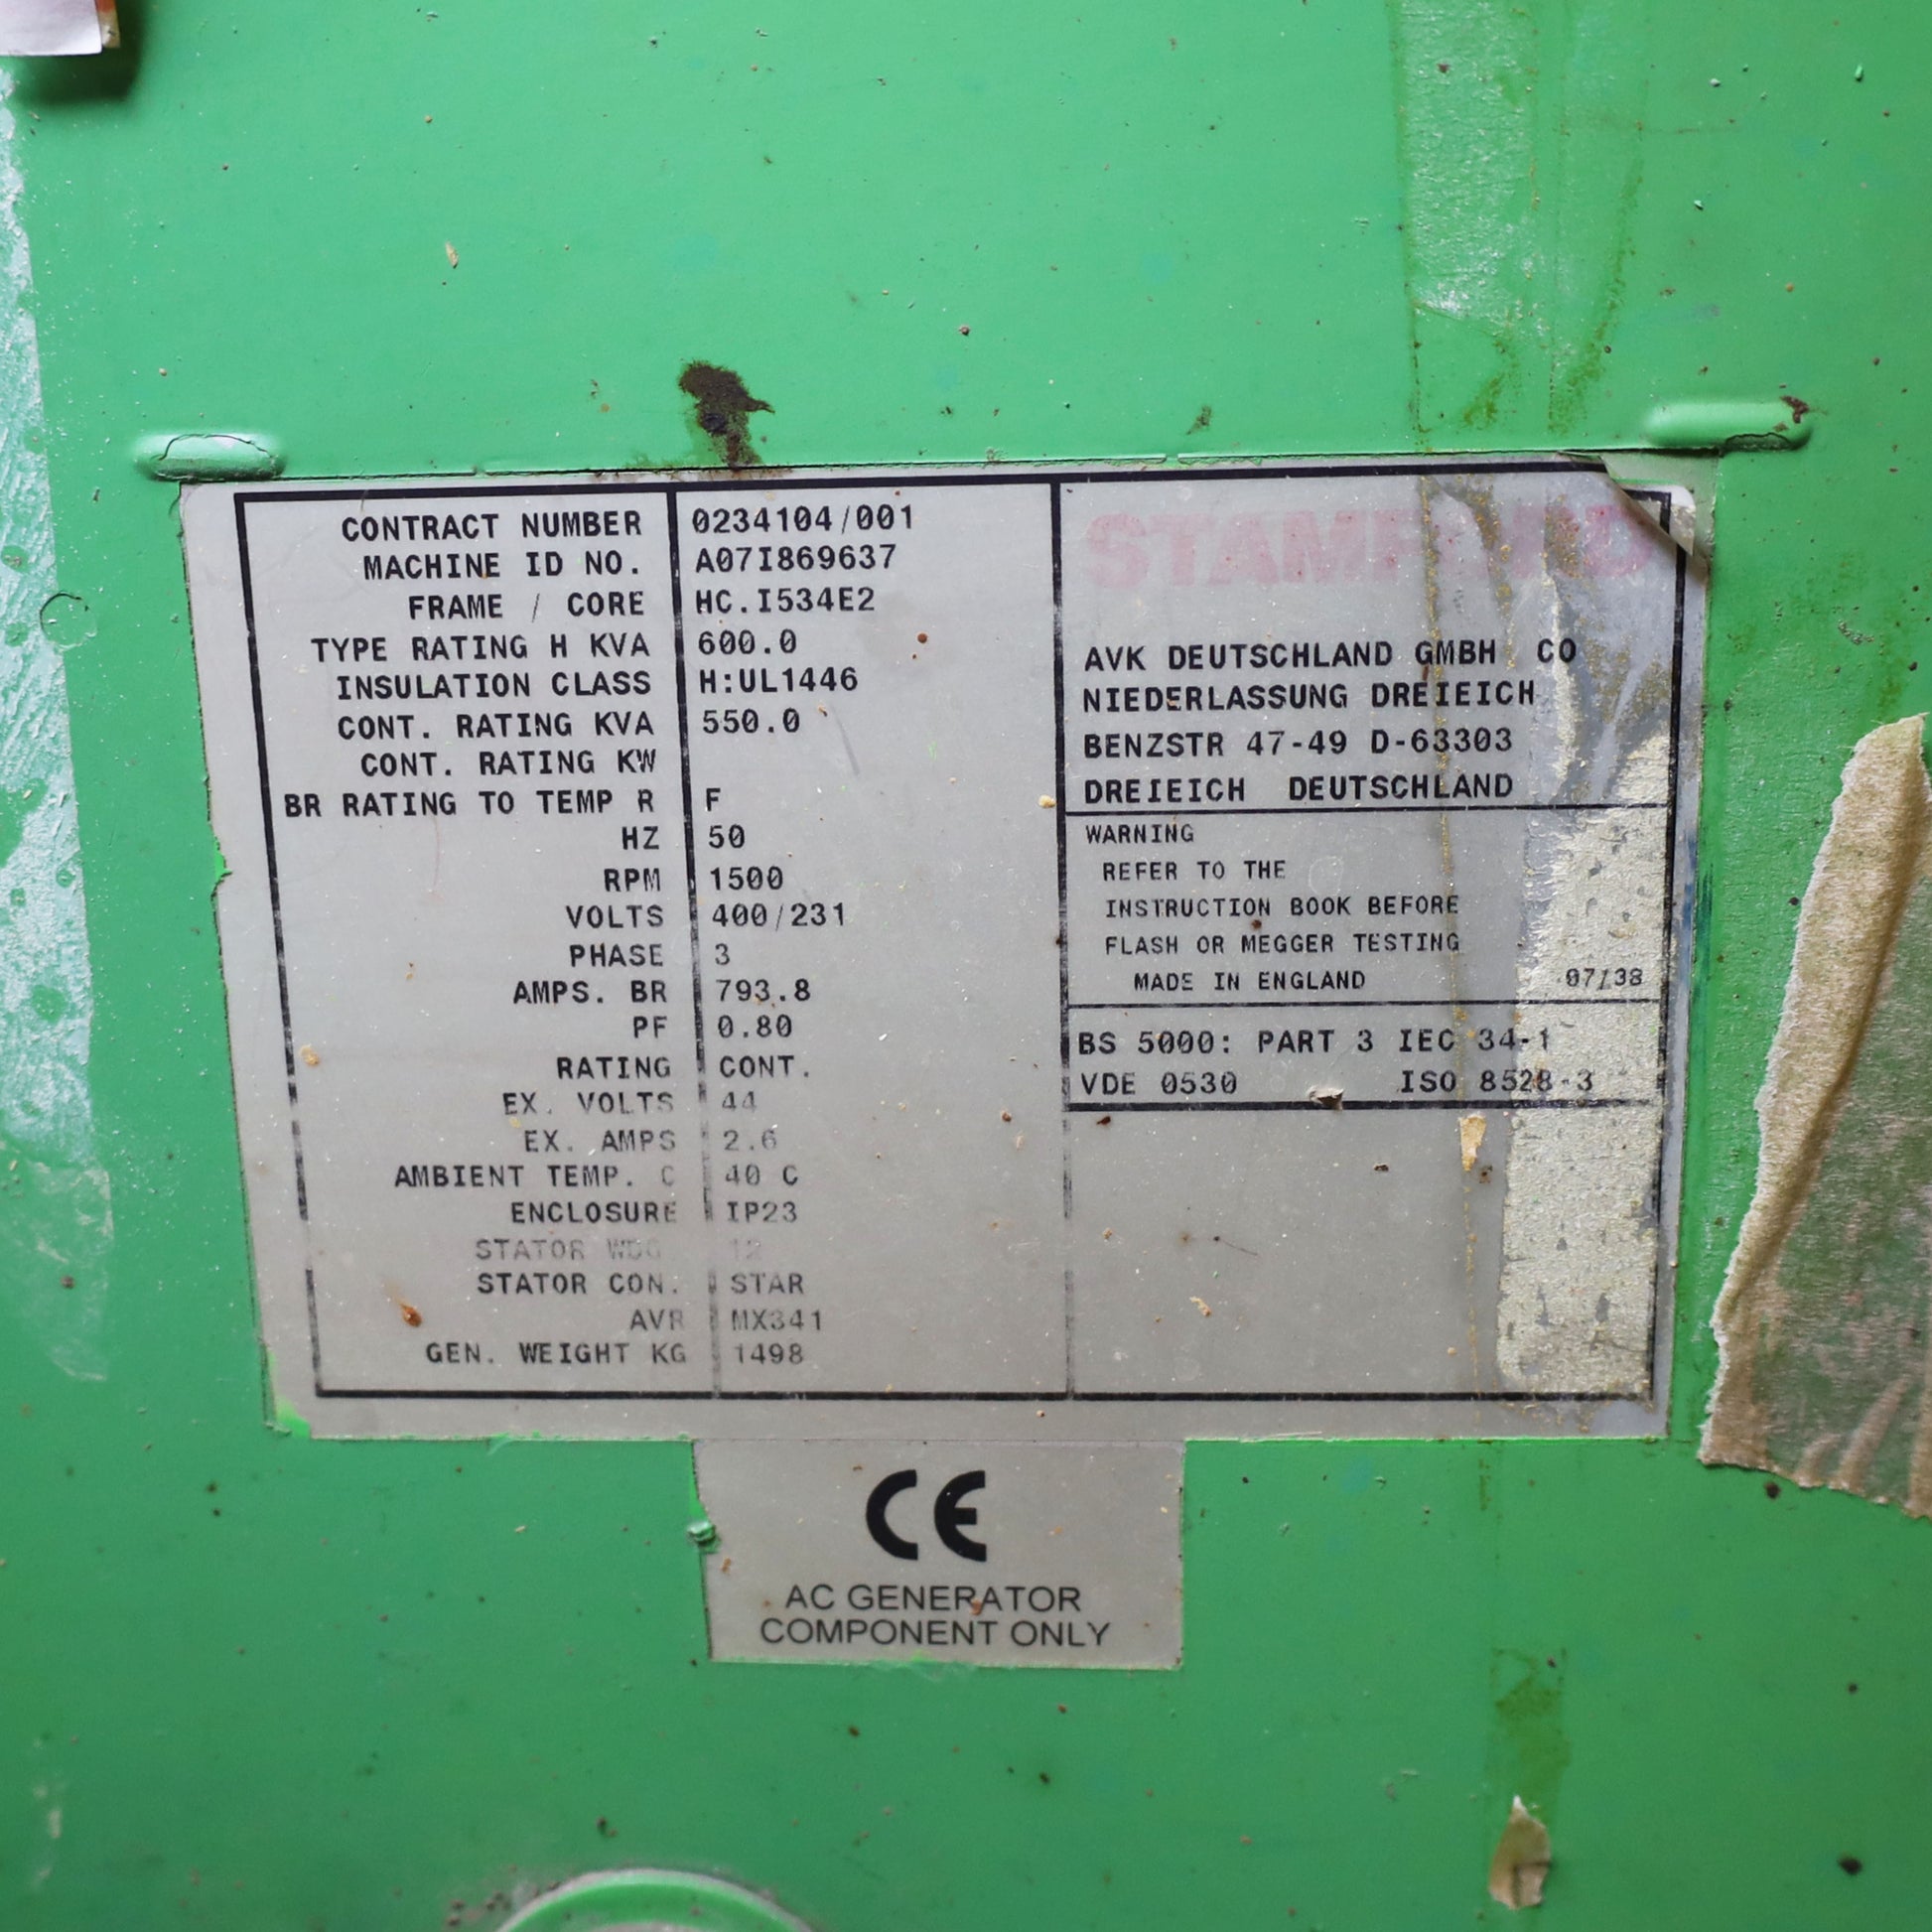 CONTRACT NUMBER 0234104/001
MACHINE ID NO. A07I869637
FRAME / CORE HC.I534E2
TYPE RATING H KVA 600.0
INSULATION CLASS H:UL1446
CONT. RATING KVA 550.0
CONT. RATING KW
BR RATING TO TEMP R F
HZ 50
RPM 1500
VOLTS 400/231
PHASE 3
AMPS. BR 793.8
PF 0.80
RATING CONT.
EX. VOLTS 44
EX. AMPS 2.6
AMBIENT TEMP. C 40 C
ENCLOSURE IP23
STATOR WDG. 12
STATOR CON. STAR
AVR MX341
GEN. WEIGHT KG 1498
STAMFORD
AVK DEUTSCHLAND GMBH CO
NIEDERLASSUNG DREIEICH
BENZSTR 47-49 D-63303
DREIEICH DEUTSCHLAND
WARNING
REFER TO THE
INSTRUCTION BOOK BEFORE
FLASH OR MEGGER TESTING
MADE IN ENGLAND 07/38
BS 5000: PART 3 IEC 34-1
VDE 0530 ISO 8528-3
CE
AC GENERATOR
COMPONENT ONLY